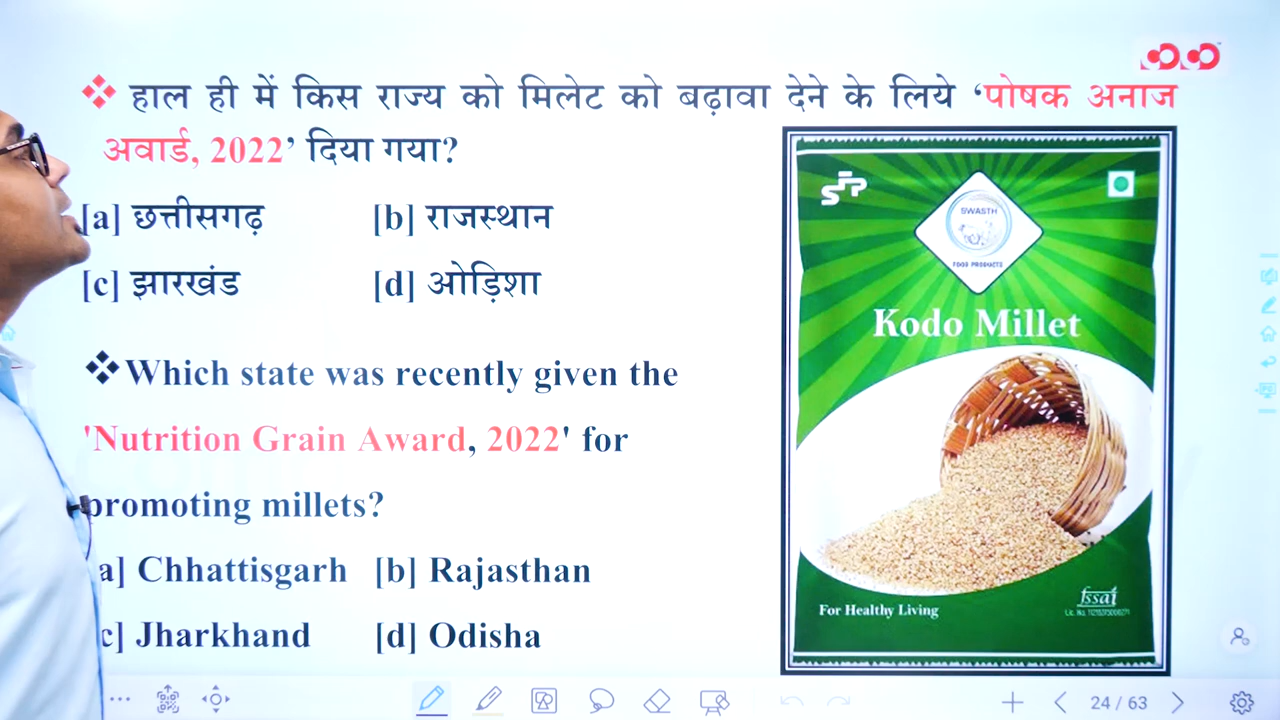 ❖ हाल ही में किस राज्य को मिलेट को बढ़ावा देने के लिये ‘पोषक अनाज
अवार्ड, 2022’ दिया गया?
[a] छत्तीसगढ़ [b] राजस्थान
[c] झारखंड [d] ओड़िशा
❖Which state was recently given the
'Nutrition Grain Award, 2022' for
promoting millets?
a] Chhattisgarh [b] Rajasthan
c] Jharkhand [d] Odisha
SFP
SWASTH
FOOD PRODUCTS
Kodo Millet
For Healthy Living
fssai
24 / 63